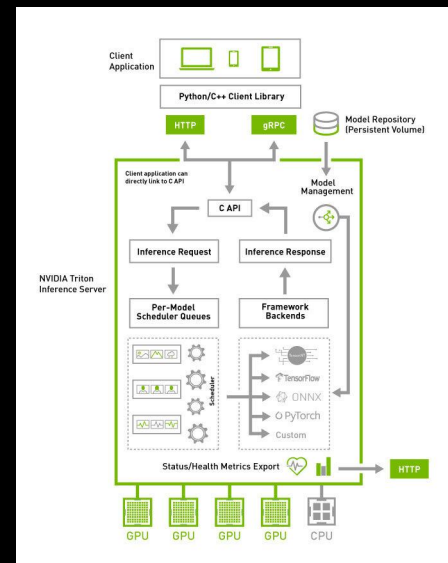 Client
Application
Python/C++ Client Library
HTTP
gRPC
Model Repository
(Persistent Volume)
Client application can
directly link to C API
Model
Management
C API
Inference Request
Inference Response
NVIDIA Triton
Inference Server
Per-Model
Scheduler Queues
Framework
Backends
Scheduler
TensorFlow
ONNX
PyTorch
Custom
Status/Health Metrics Export
HTTP
GPU
GPU
GPU
GPU
CPU